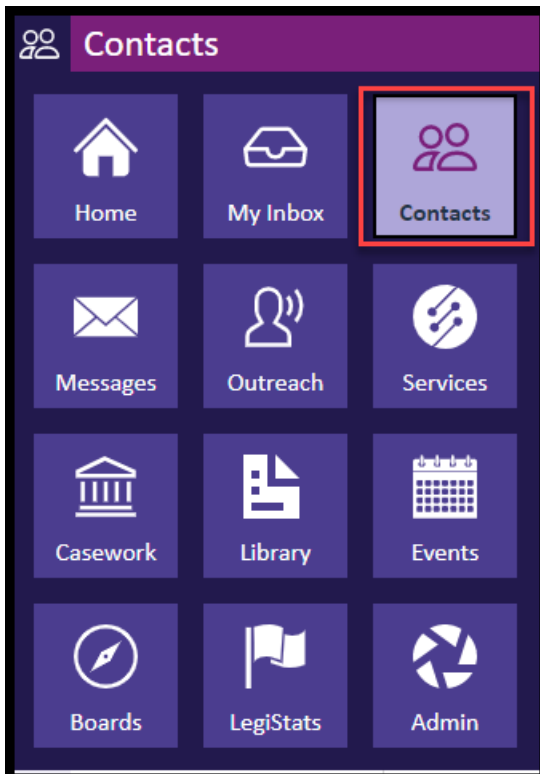 Contacts
Home
My Inbox
Contacts
Messages
Outreach
Services
Casework
Library
Events
Boards
LegiStats
Admin